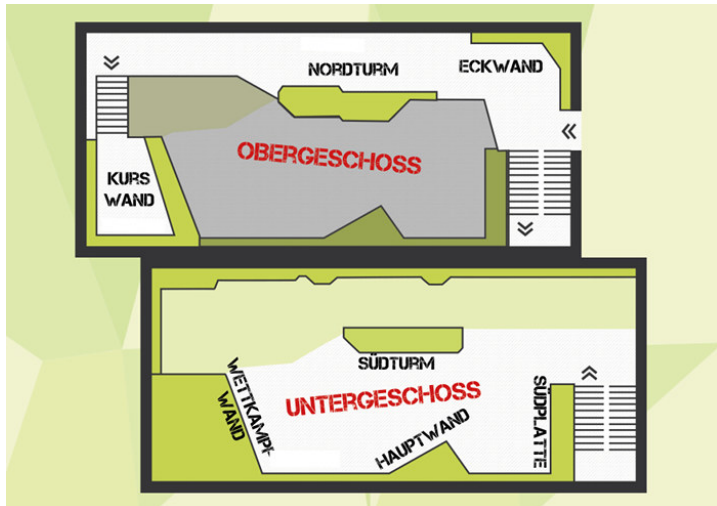 NORDTURM
ECKWAND
OBERGESCHOSS
KURS
WAND
SÜDTURM
WETTKAMPF-
WAND
UNTERGESCHOSS
HAUPTWAND
SÜDPLATTE